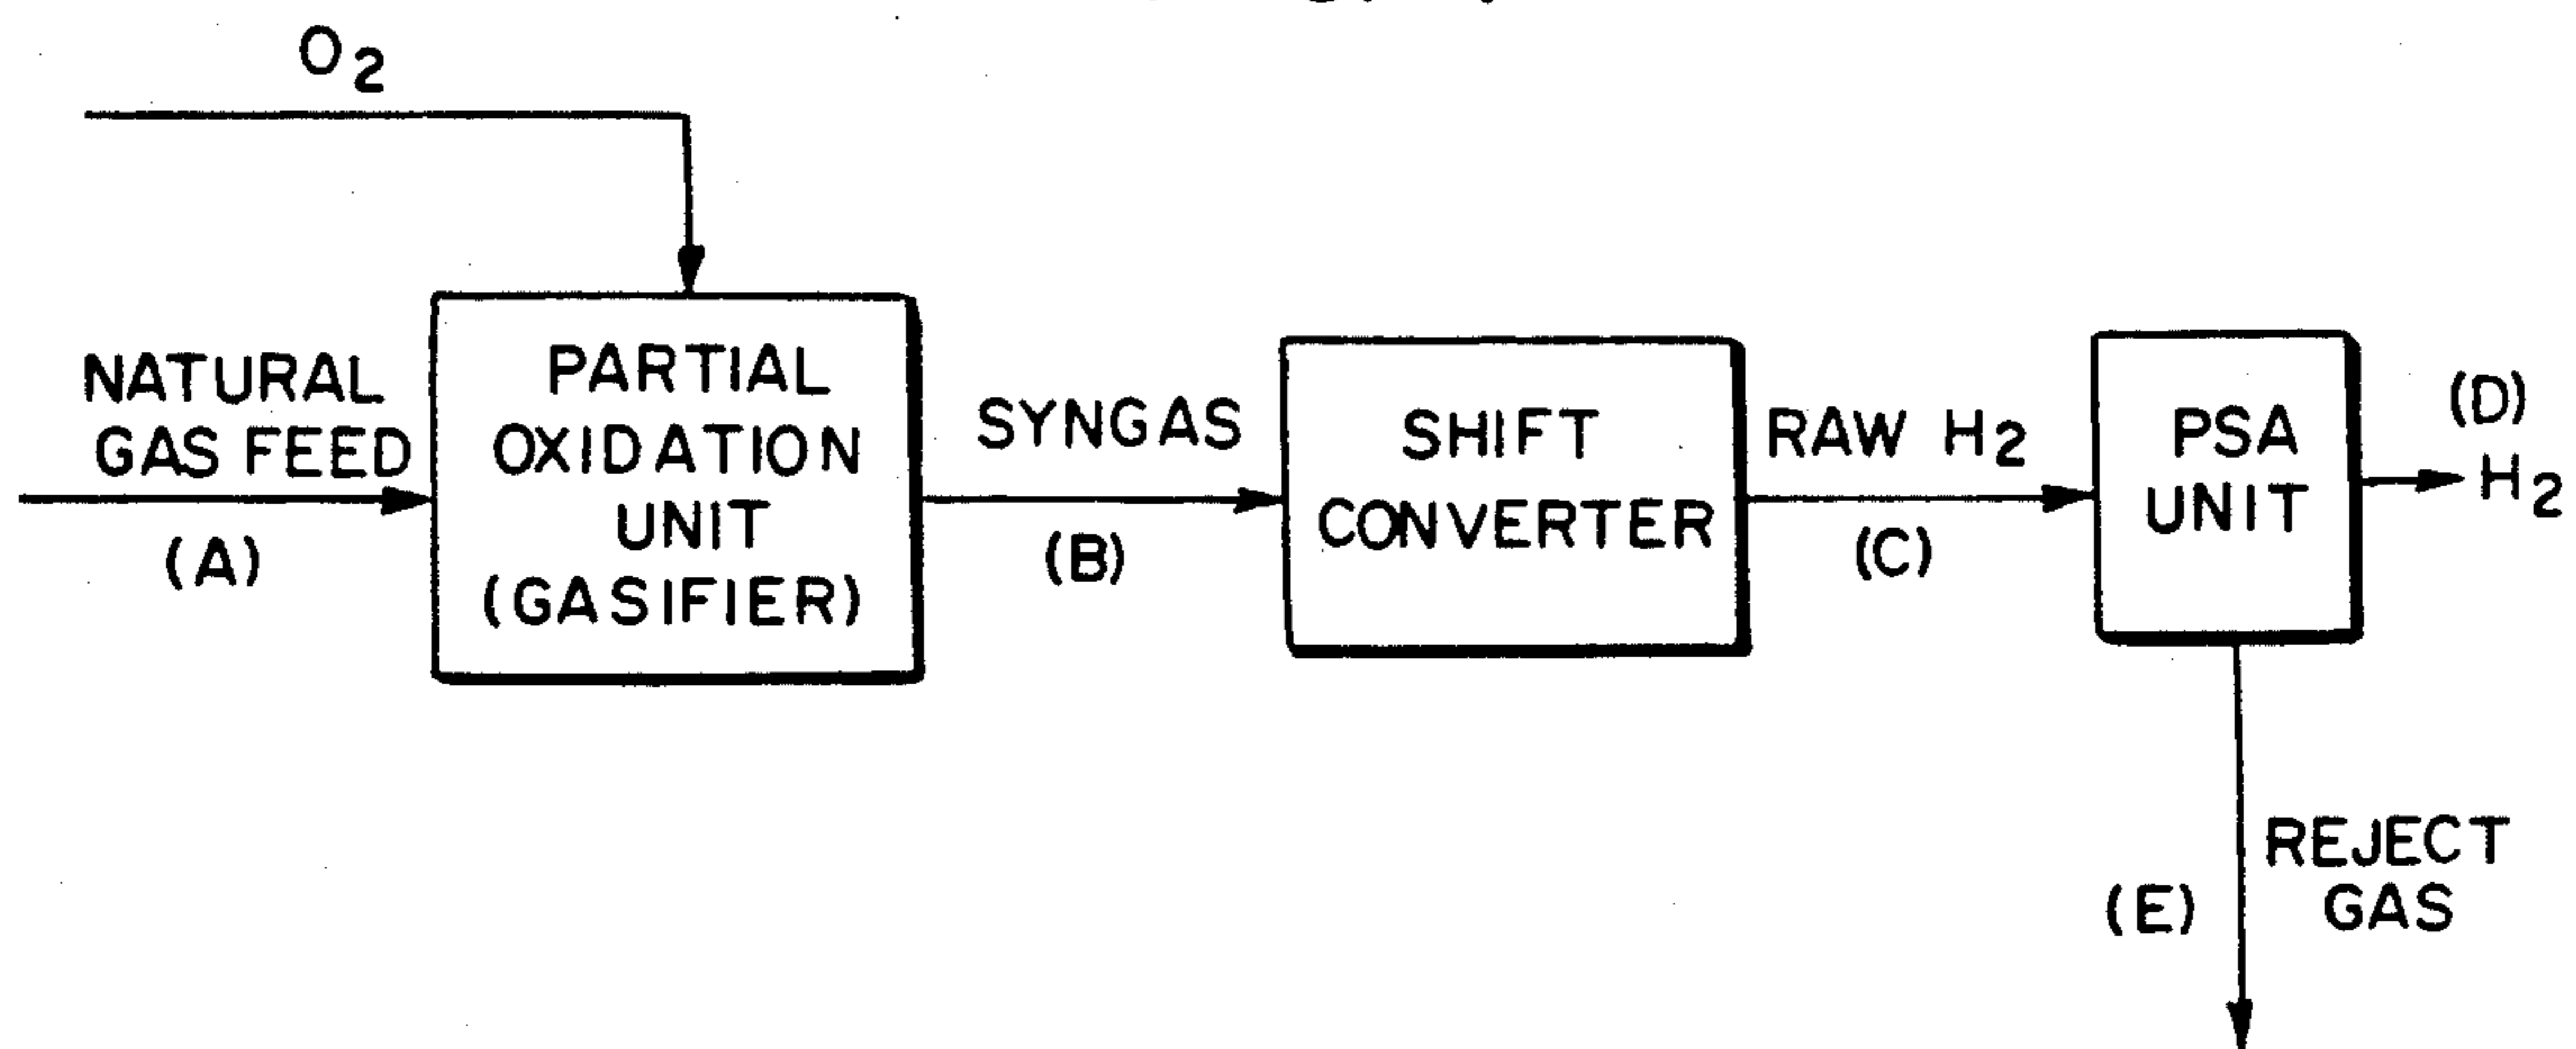 O2
NATURAL
GAS FEED
(A)
PARTIAL
OXIDATION
UNIT
(GASIFIER)
SYNGAS
(B)
SHIFT
CONVERTER
RAW H2
(C)
PSA
UNIT
(D)
H2
(E)
REJECT
GAS